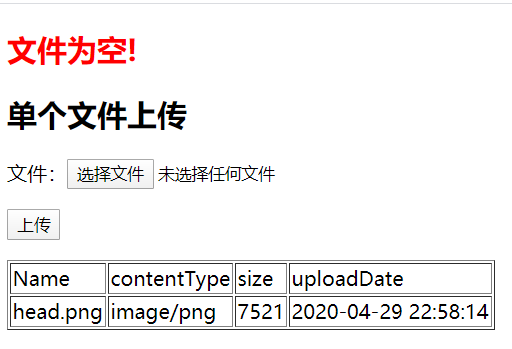 文件为空!
单个文件上传
文件：选择文件 未选择任何文件
上传
Name contentType size uploadDate
head.png image/png 7521 2020-04-29 22:58:14